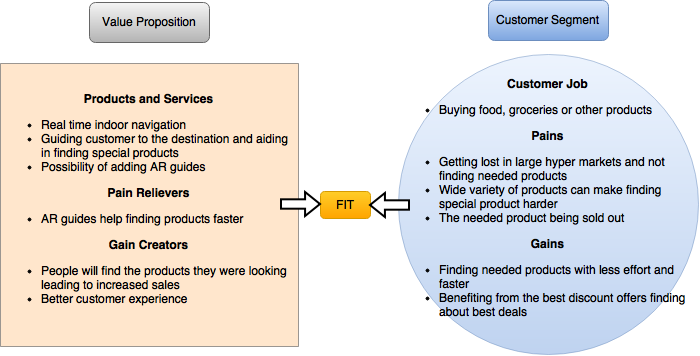 Value Proposition
Customer Segment
Products and Services
• Real time indoor navigation
• Guiding customer to the destination and aiding
in finding special products
• Possibility of adding AR guides
Pain Relievers
• AR guides help finding products faster
Gain Creators
• People will find the products they were looking
leading to increased sales
• Better customer experience
FIT
Customer Job
• Buying food, groceries or other products
Pains
• Getting lost in large hyper markets and not
finding needed products
• Wide variety of products can make finding
special product harder
• The needed product being sold out
Gains
• Finding needed products with less effort and
faster
• Benefiting from the best discount offers finding
about best deals